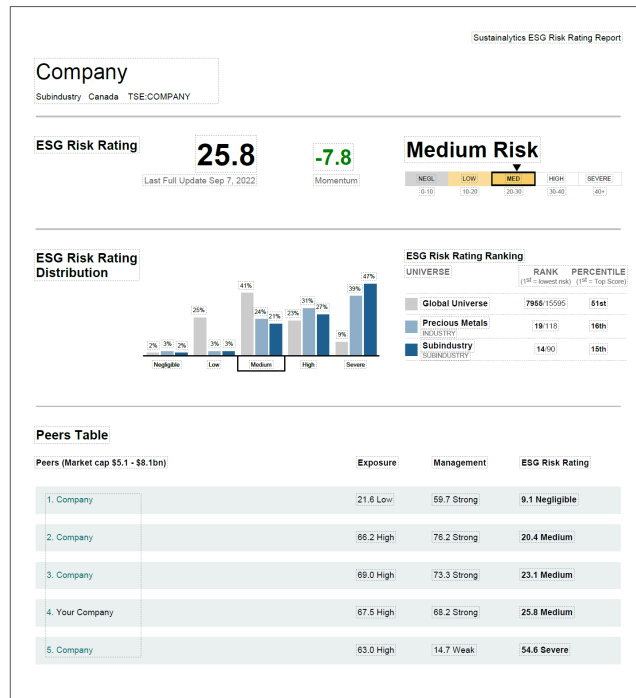 Sustainalytics ESG Risk Rating Report
Company
Subindustry Canada TSE:COMPANY
ESG Risk Rating
25.8
Last Full Update Sep 7, 2022
-7.8
Momentum
Medium Risk
NEGL LOW MED HIGH SEVERE
0-10 10-20 20-30 30-40 40+
ESG Risk Rating
Distribution
2% 3% 2%
25% 3% 3%
41% 24% 21%
23% 31% 27%
9% 39% 47%
Negligible Low Medium High Severe
ESG Risk Rating Ranking
UNIVERSE RANK PERCENTILE
(1st = lowest risk) (1st = Top Score)
Global Universe 7955/15595 51st
Precious Metals 19/118 16th
INDUSTRY
Subindustry 14/90 15th
SUBINDUSTRY
Peers Table
Peers (Market cap $5.1 - $8.1bn) Exposure Management ESG Risk Rating
1. Company 21.6 Low 59.7 Strong 9.1 Negligible
2. Company 66.2 High 76.2 Strong 20.4 Medium
3. Company 69.0 High 73.3 Strong 23.1 Medium
4. Your Company 67.5 High 68.2 Strong 25.8 Medium
5. Company 63.0 High 14.7 Weak 54.6 Severe